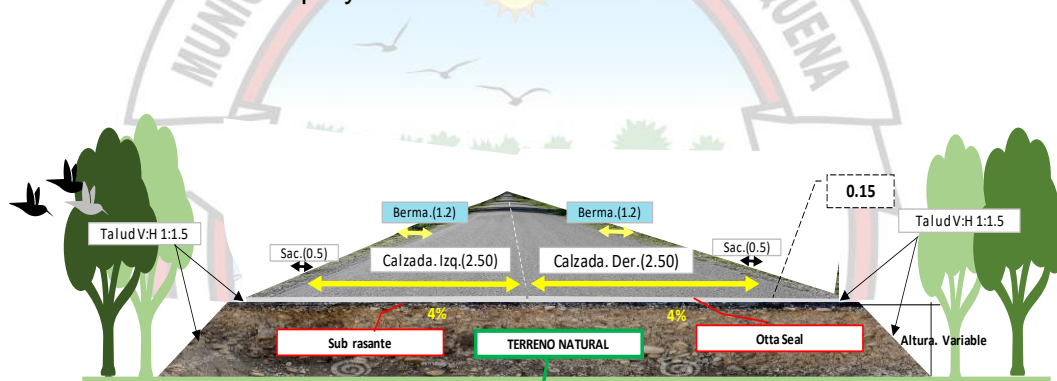 MUNIC
QUENA
0.15
Berma.(1.2)
Berma.(1.2)
Talud V:H 1:1.5
Talud V:H 1:1.5
Sac.(0.5)
Sac.(0.5)
Calzada. Izq.(2.50)
Calzada. Der.(2.50)
4%
4%
Sub rasante
TERRENO NATURAL
Otta Seal
Altura. Variable